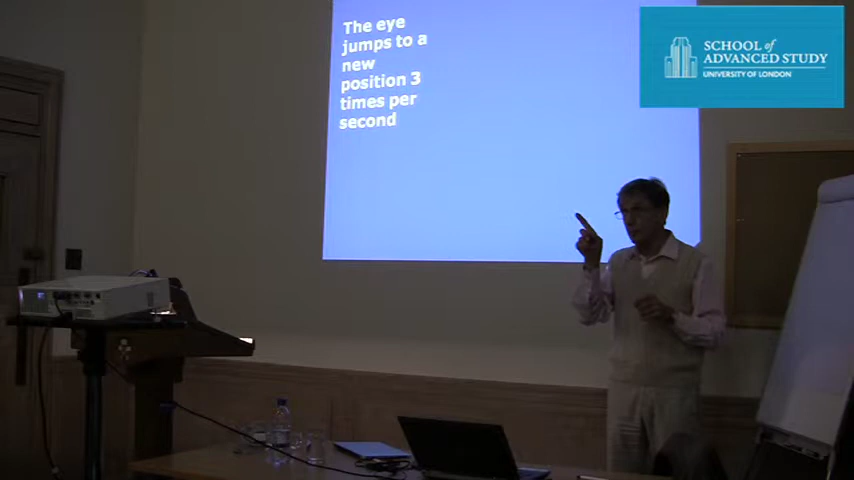 The eye
jumps to a
new
position 3
times per
second
SCHOOL of
ADVANCED STUDY
UNIVERSITY OF LONDON